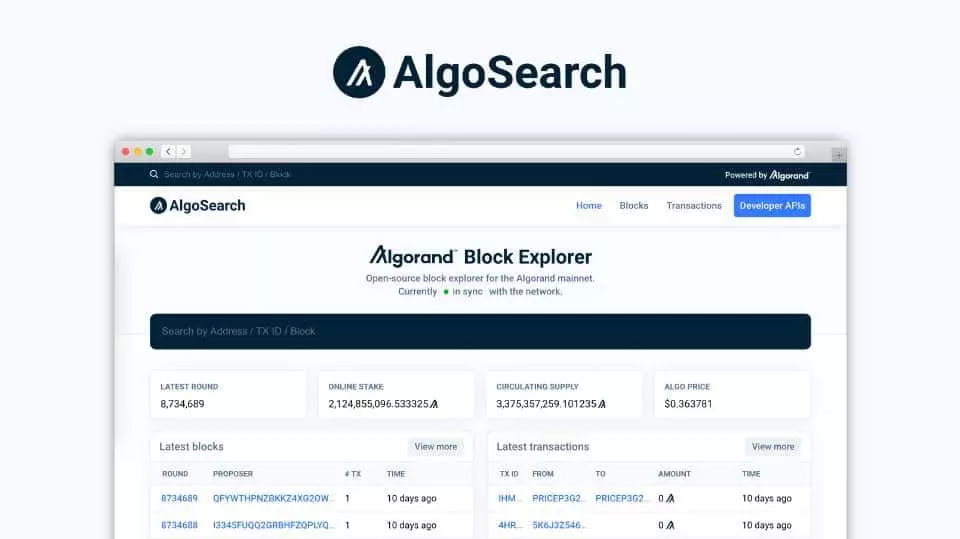 AlgoSearch
Search by Address / TX ID / Block
Powered by Algorand
AlgoSearch
Home Blocks Transactions Developer APIs
Algorand™ Block Explorer
Open-source block explorer for the Algorand mainnet.
Currently in sync with the network.
Search by Address / TX ID / Block
LATEST ROUND ONLINE STAKE CIRCULATING SUPPLY ALGO PRICE
8,734,689 2,124,855,096.533325 3,375,357,259.101235 $0.363781
Latest blocks View more Latest transactions View more
ROUND PROPOSER # TX TIME TX ID FROM TO AMOUNT TIME
8734689 QFYWTHPNZBKKZ4XG2OW... 1 10 days ago IHM... PRICEP3G2... PRICEP3G2... 0 10 days ago
8734688 I3345FUQQ2GRBHFZQPLYQ... 1 10 days ago 4HR... 5K6J3Z546... 0 10 days ago